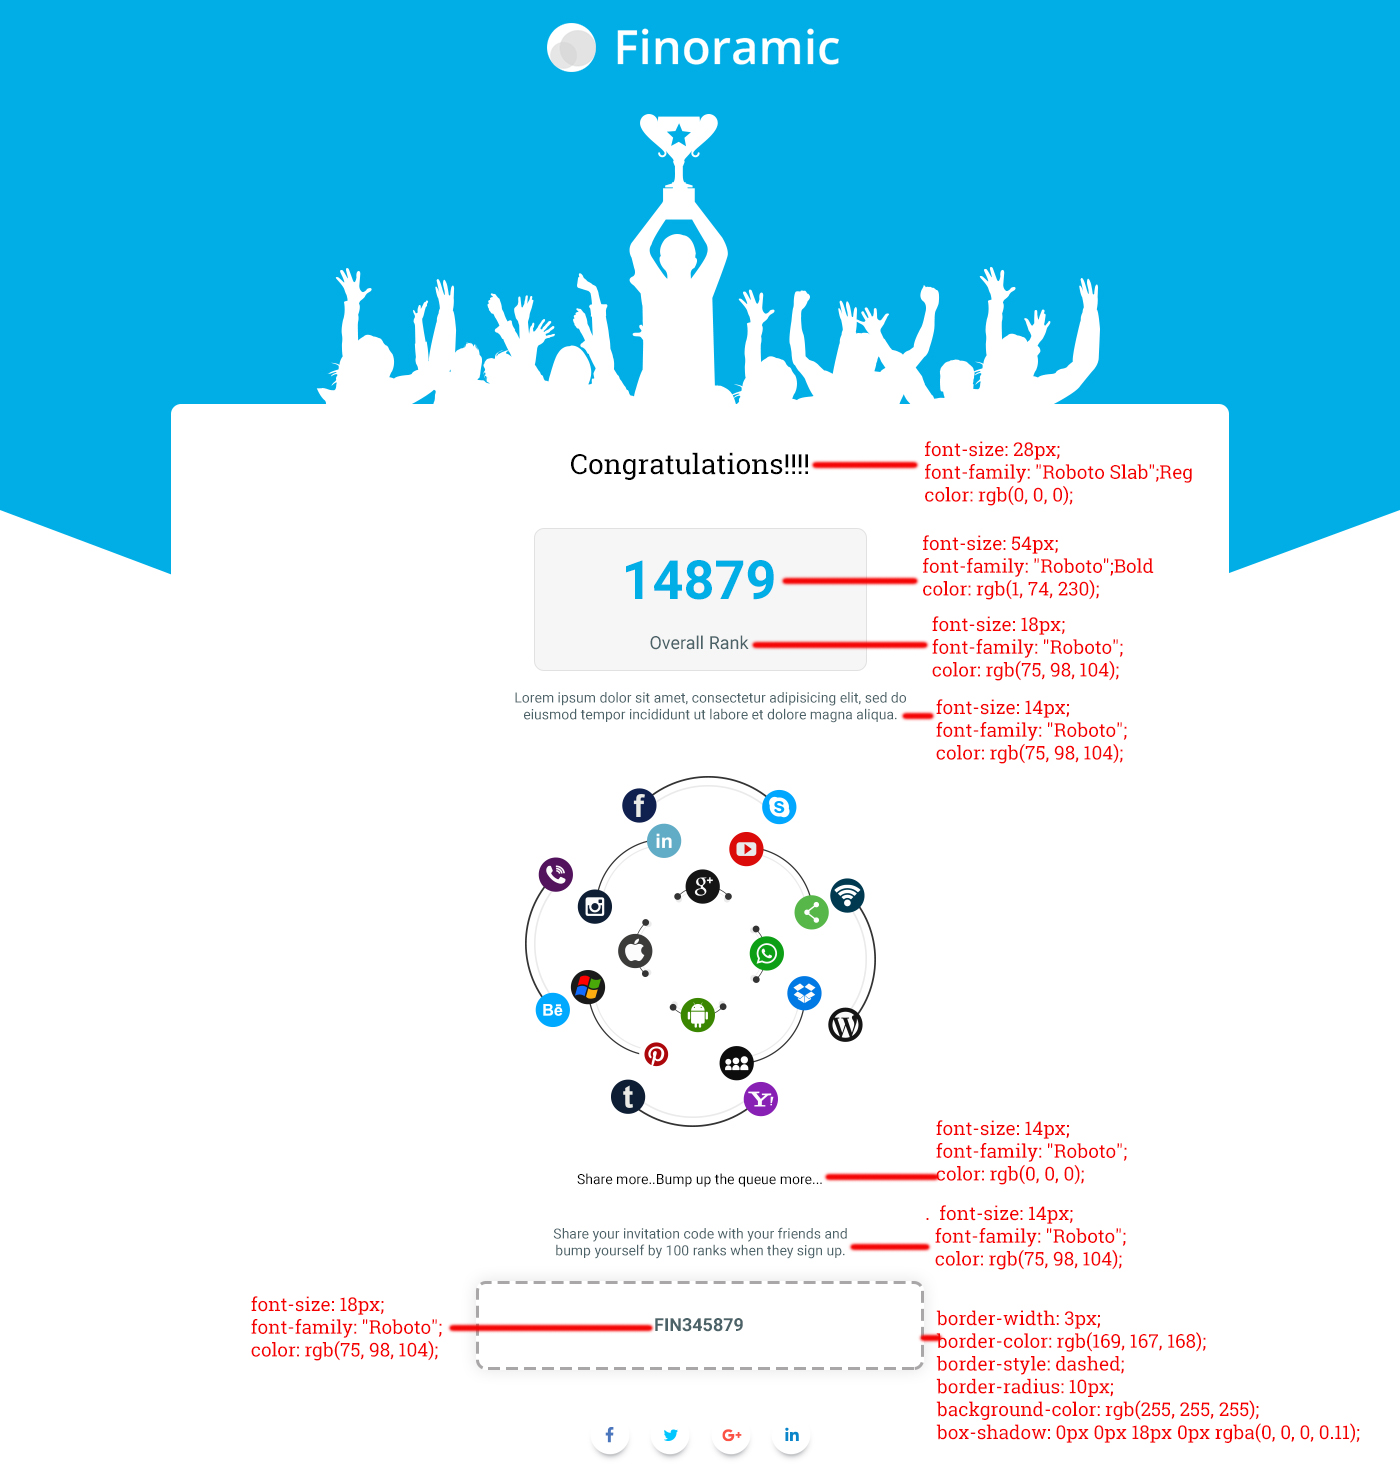 Finoramic
Congratulations!!!!
font-size: 28px;
font-family: "Roboto Slab";Reg
color: rgb(0, 0, 0);
14879
font-size: 54px;
font-family: "Roboto";Bold
color: rgb(1, 74, 230);
Overall Rank
font-size: 18px;
font-family: "Roboto";
color: rgb(75, 98, 104);
Lorem ipsum dolor sit amet, consectetur adipisicing elit, sed do
eiusmod tempor incididunt ut labore et dolore magna aliqua.
font-size: 14px;
font-family: "Roboto";
color: rgb(75, 98, 104);
f
S
in
g+
Bē
W
t
Y!
Share more..Bump up the queue more...
font-size: 14px;
font-family: "Roboto";
color: rgb(0, 0, 0);
Share your invitation code with your friends and
bump yourself by 100 ranks when they sign up.
. font-size: 14px;
font-family: "Roboto";
color: rgb(75, 98, 104);
font-size: 18px;
font-family: "Roboto";
color: rgb(75, 98, 104);
FIN345879
border-width: 3px;
border-color: rgb(169, 167, 168);
border-style: dashed;
border-radius: 10px;
background-color: rgb(255, 255, 255);
box-shadow: 0px 0px 18px 0px rgba(0, 0, 0, 0.11);
f
G+
in